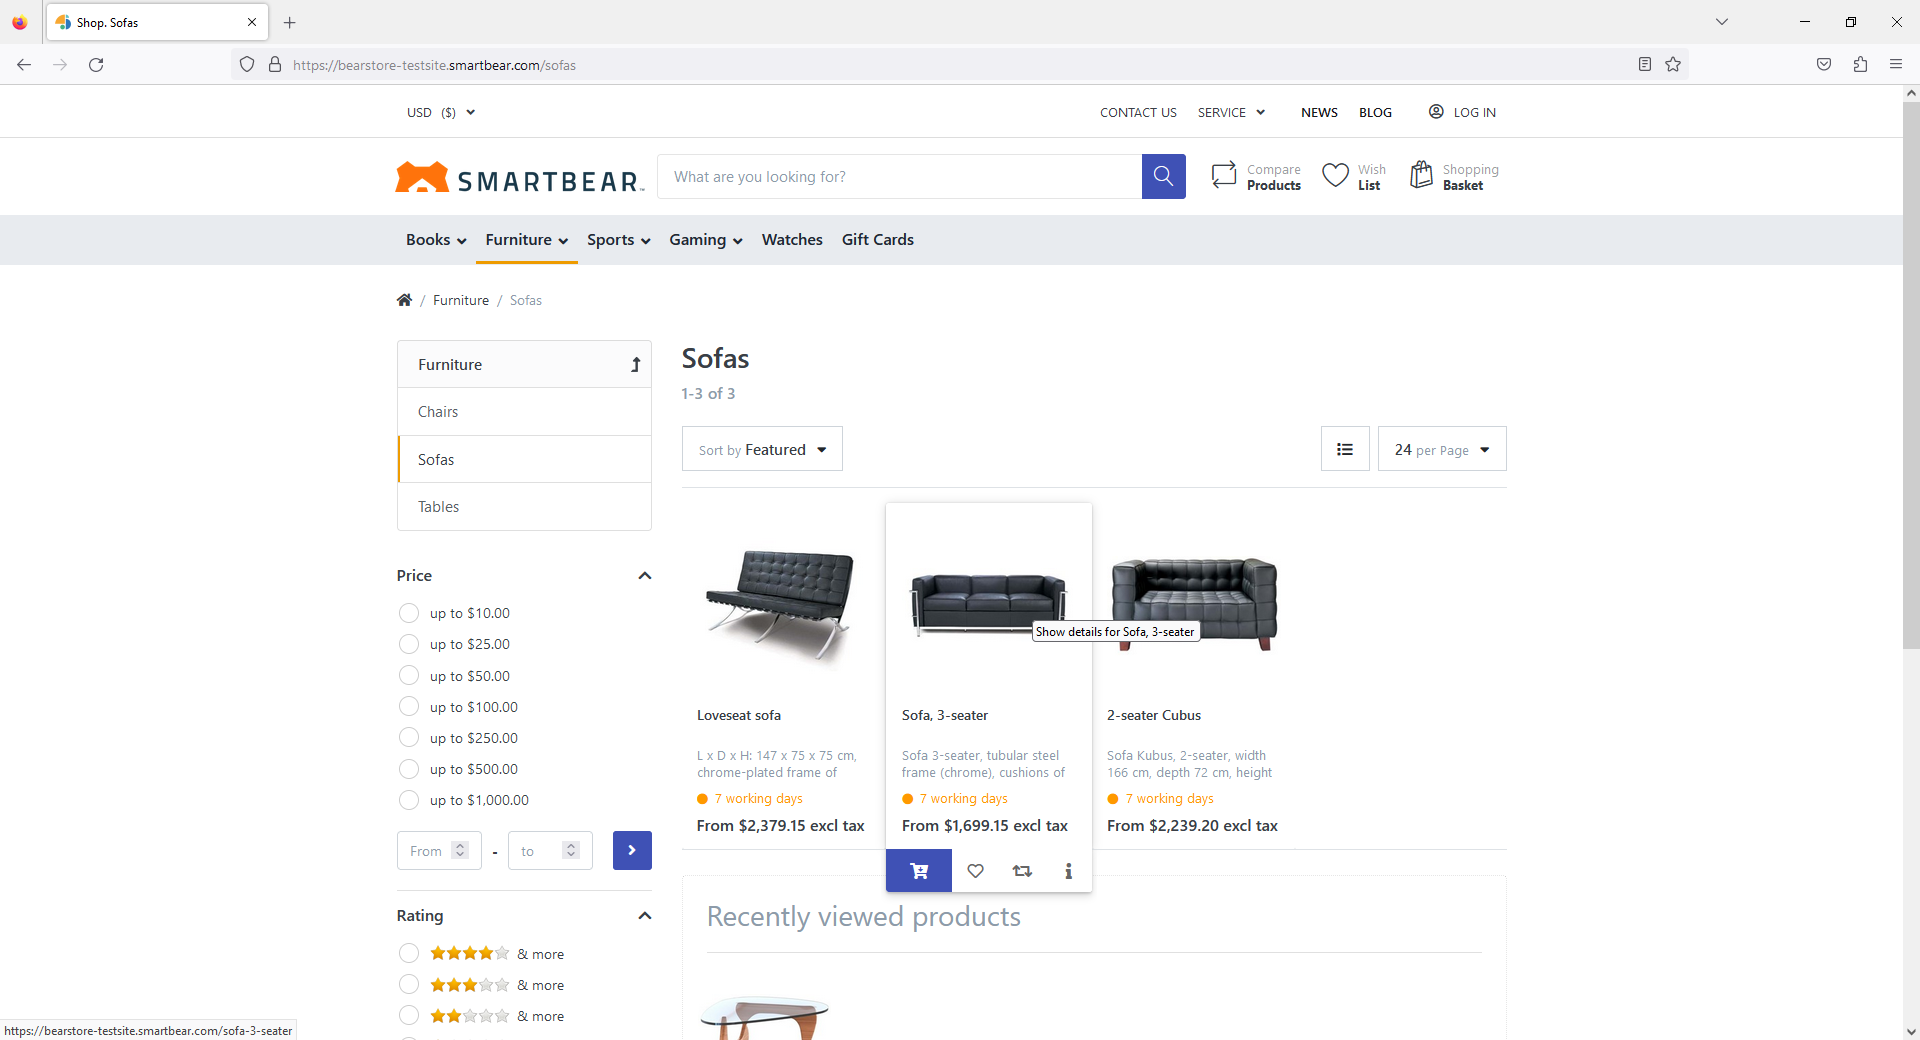 Shop. Sofas
https://bearstore-testsite.smartbear.com/sofas
USD ($)
CONTACT US
SERVICE
NEWS
BLOG
LOG IN
SMARTBEAR
What are you looking for?
Compare
Products
Wish
List
Shopping
Basket
Books
Furniture
Sports
Gaming
Watches
Gift Cards
/ Furniture / Sofas
Furniture
Chairs
Sofas
Tables
Price
up to $10.00
up to $25.00
up to $50.00
up to $100.00
up to $250.00
up to $500.00
up to $1,000.00
From - to
Rating
& more
& more
& more
Sofas
1-3 of 3
Sort by Featured
24 per Page
Loveseat sofa
L x D x H: 147 x 75 x 75 cm,
chrome-plated frame of
7 working days
From $2,379.15 excl tax
Show details for Sofa, 3-seater
Sofa, 3-seater
Sofa 3-seater, tubular steel
frame (chrome), cushions of
7 working days
From $1,699.15 excl tax
2-seater Cubus
Sofa Kubus, 2-seater, width
166 cm, depth 72 cm, height
7 working days
From $2,239.20 excl tax
Recently viewed products
https://bearstore-testsite.smartbear.com/sofa-3-seater